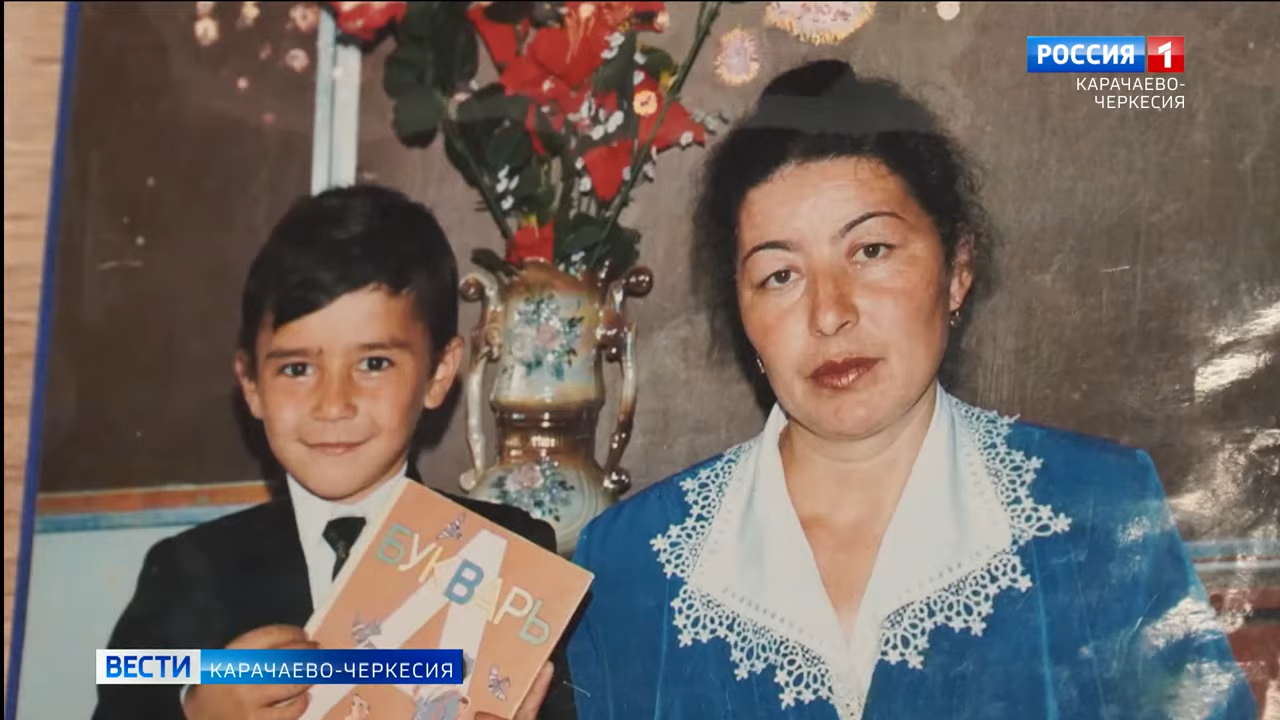 РОССИЯ 1
КАРАЧАЕВО-
ЧЕРКЕСИЯ
БУКВАРЬ
А
ВЕСТИ КАРАЧАЕВО-ЧЕРКЕСИЯ